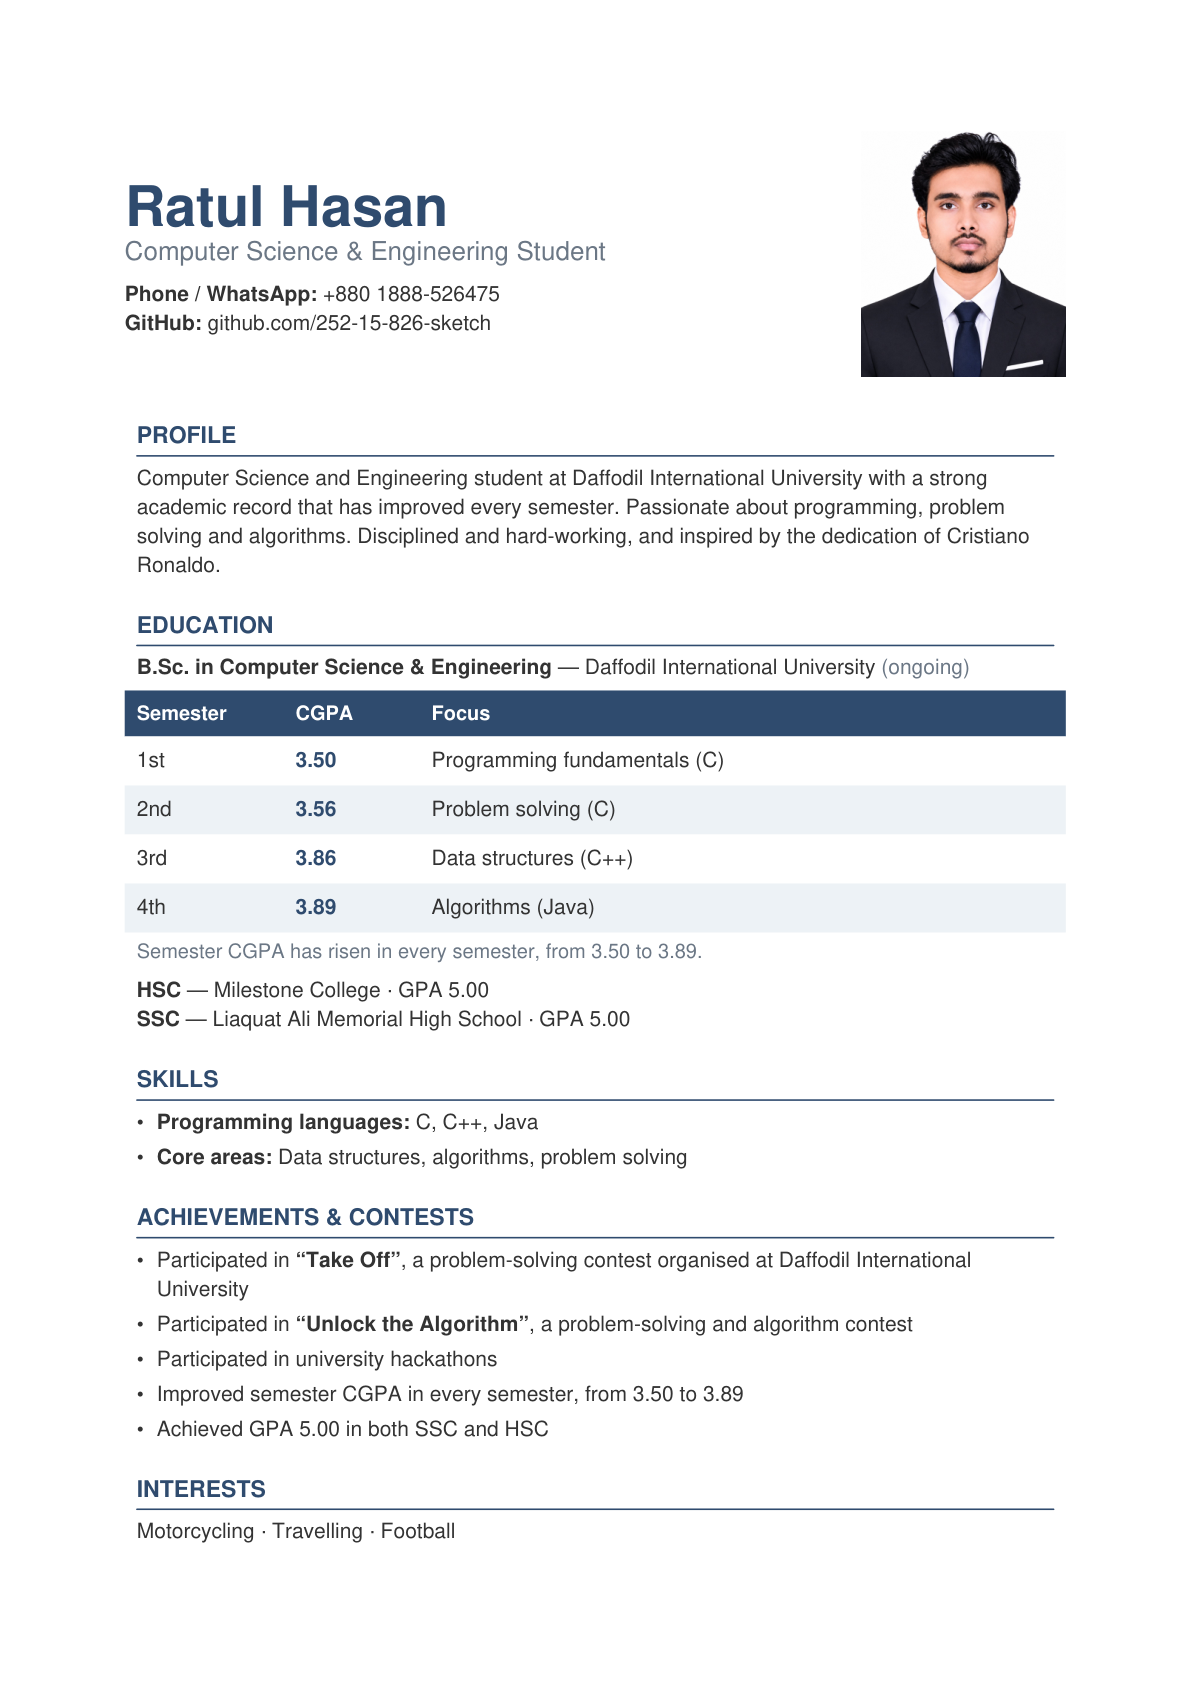 Ratul Hasan
Computer Science & Engineering Student
Phone / WhatsApp: +880 1888-526475
GitHub: github.com/252-15-826-sketch
PROFILE
Computer Science and Engineering student at Daffodil International University with a strong
academic record that has improved every semester. Passionate about programming, problem
solving and algorithms. Disciplined and hard-working, and inspired by the dedication of Cristiano
Ronaldo.
EDUCATION
B.Sc. in Computer Science & Engineering — Daffodil International University (ongoing)
Semester CGPA Focus
1st 3.50 Programming fundamentals (C)
2nd 3.56 Problem solving (C)
3rd 3.86 Data structures (C++)
4th 3.89 Algorithms (Java)
Semester CGPA has risen in every semester, from 3.50 to 3.89.
HSC — Milestone College · GPA 5.00
SSC — Liaquat Ali Memorial High School · GPA 5.00
SKILLS
• Programming languages: C, C++, Java
• Core areas: Data structures, algorithms, problem solving
ACHIEVEMENTS & CONTESTS
• Participated in “Take Off”, a problem-solving contest organised at Daffodil International
University
• Participated in “Unlock the Algorithm”, a problem-solving and algorithm contest
• Participated in university hackathons
• Improved semester CGPA in every semester, from 3.50 to 3.89
• Achieved GPA 5.00 in both SSC and HSC
INTERESTS
Motorcycling · Travelling · Football